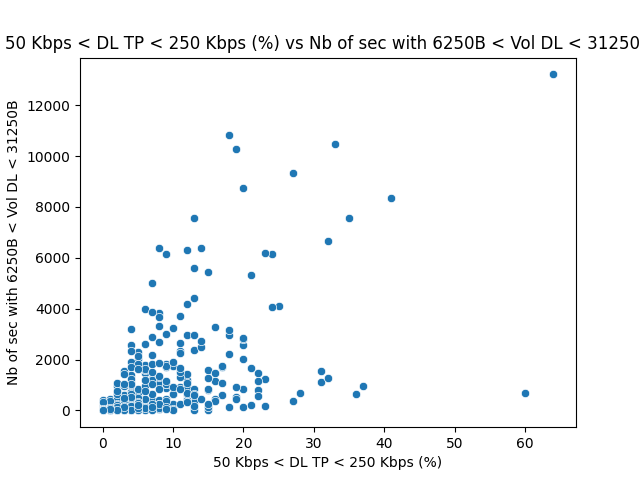 50 Kbps < DL TP < 250 Kbps (%) vs Nb of sec with 6250B < Vol DL < 31250
Nb of sec with 6250B < Vol DL < 31250B
12000
10000
8000
6000
4000
2000
0
0 10 20 30 40 50 60
50 Kbps < DL TP < 250 Kbps (%)